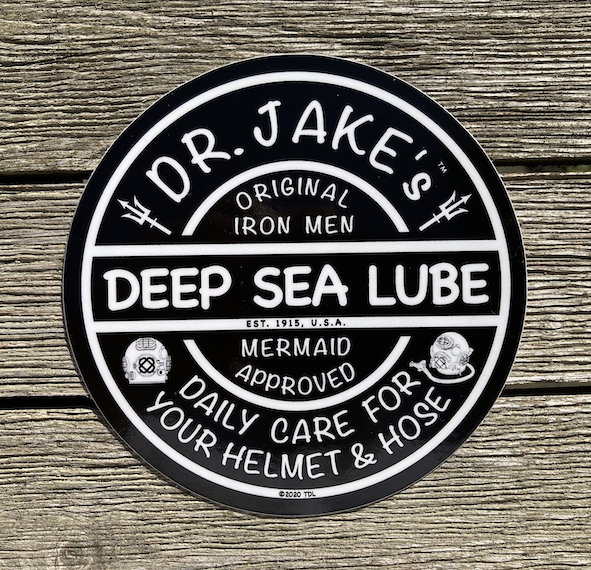 DR. JAKE's™
ORIGINAL
IRON MEN
DEEP SEA LUBE
EST. 1915, U.S.A.
MERMAID
APPROVED
DAILY CARE FOR
YOUR HELMET & HOSE
©2020 TDL